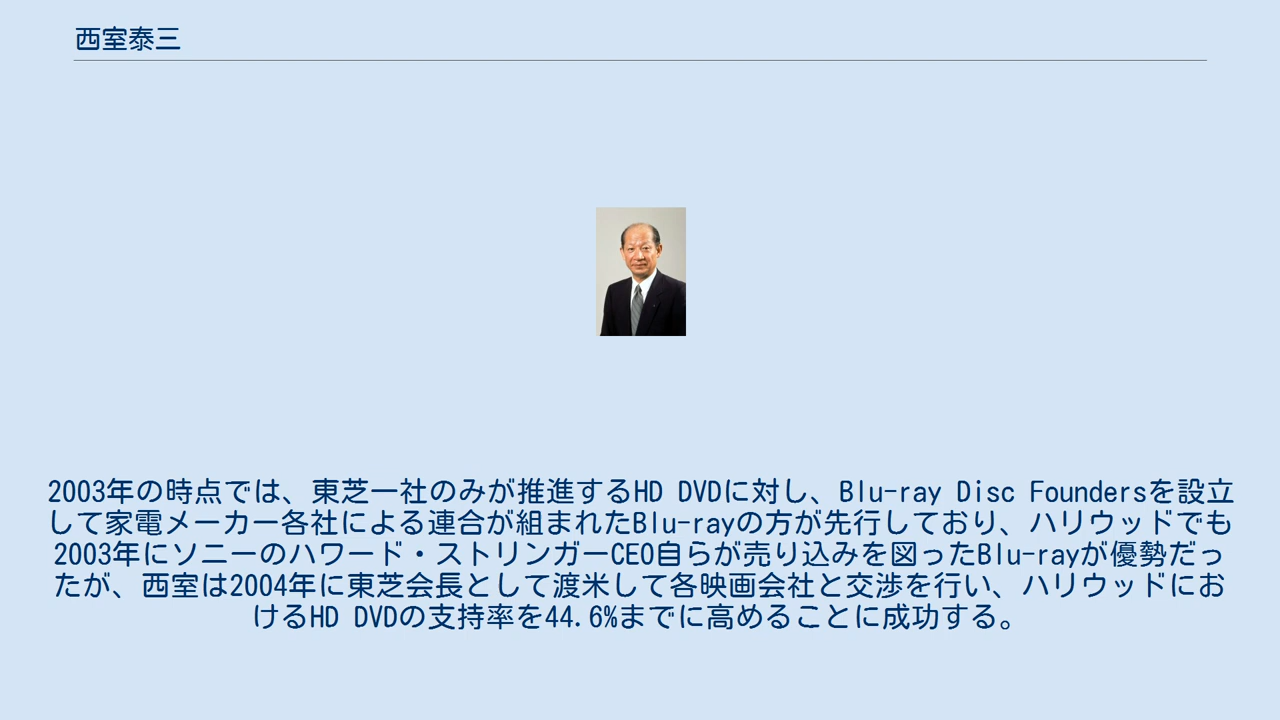 西室泰三
2003年の時点では、東芝一社のみが推進するHD DVDに対し、Blu-ray Disc Foundersを設立
して家電メーカー各社による連合が組まれたBlu-rayの方が先行しており、ハリウッドでも
2003年にソニーのハワード・ストリンガーCEO自らが売り込みを図ったBlu-rayが優勢だっ
たが、西室は2004年に東芝会長として渡米して各映画会社と交渉を行い、ハリウッドにお
けるHD DVDの支持率を44.6%までに高めることに成功する。